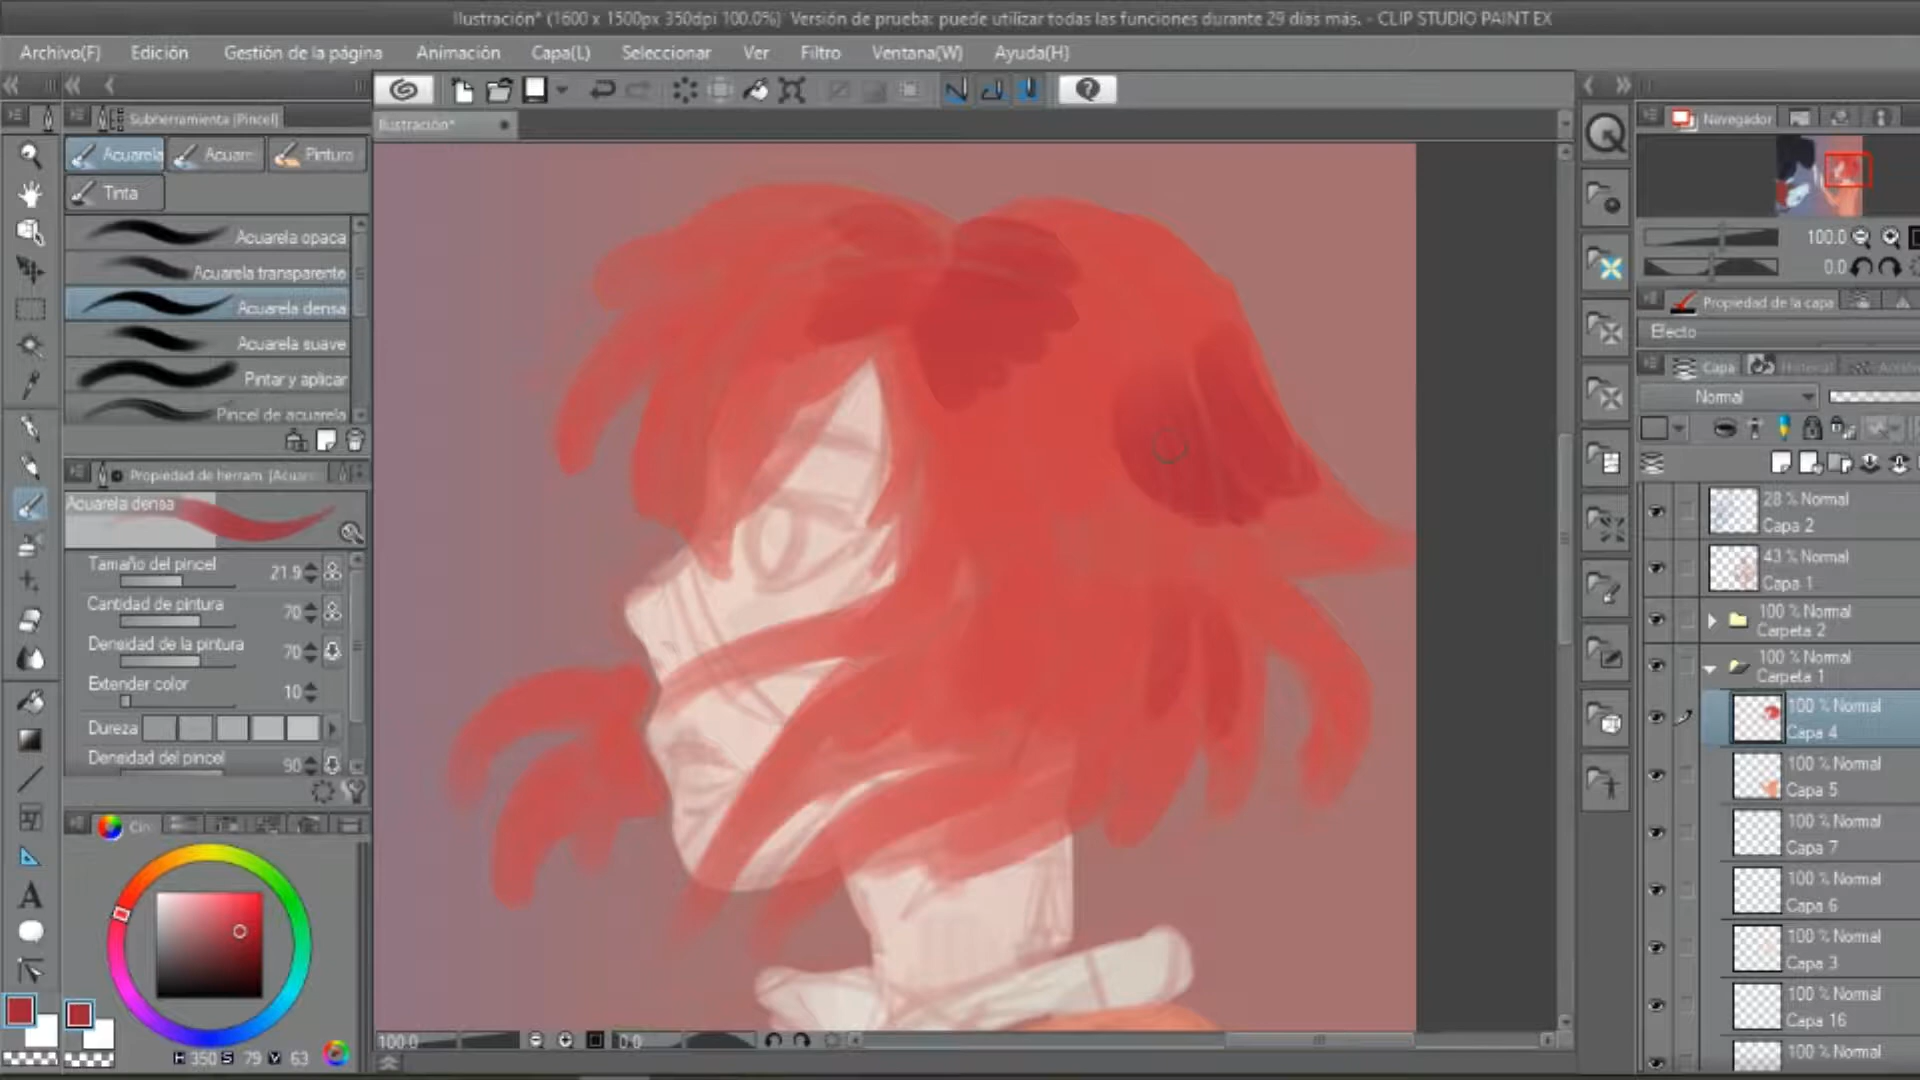 Ilustración* (1600 x 1500px 350dpi 100.0%)  Versión de prueba: puede utilizar todas las funciones durante 29 días más. - CLIP STUDIO PAINT EX
Archivo(F) Edición Gestión de la página Animación Capa(L) Seleccionar Ver Filtro Ventana(W) Ayuda(H)
Subherramienta [Pincel]
Ilustración*
Navegador
Acuarela Acuare Pintura
Tinta
Acuarela opaca
Acuarela transparente
Acuarela densa
Acuarela suave
Pintar y aplicar
Pincel de acuarela
Propiedad de herram. [Acuare
Acuarela densa
Tamaño del pincel 21.9
Cantidad de pintura 70
Densidad de la pintura 70
Extender color 10
Dureza
Densidad del pincel 90
H 350 S 79 V 63
100.0 0.0
100.0
0.0
Propiedad de la capa
Efecto
Capa
Normal
28 % Normal
Capa 2
43 % Normal
Capa 1
100 % Normal
Carpeta 2
100 % Normal
Carpeta 1
100 % Normal
Capa 4
100 % Normal
Capa 5
100 % Normal
Capa 7
100 % Normal
Capa 6
100 % Normal
Capa 3
100 % Normal
Capa 16
100 % Normal